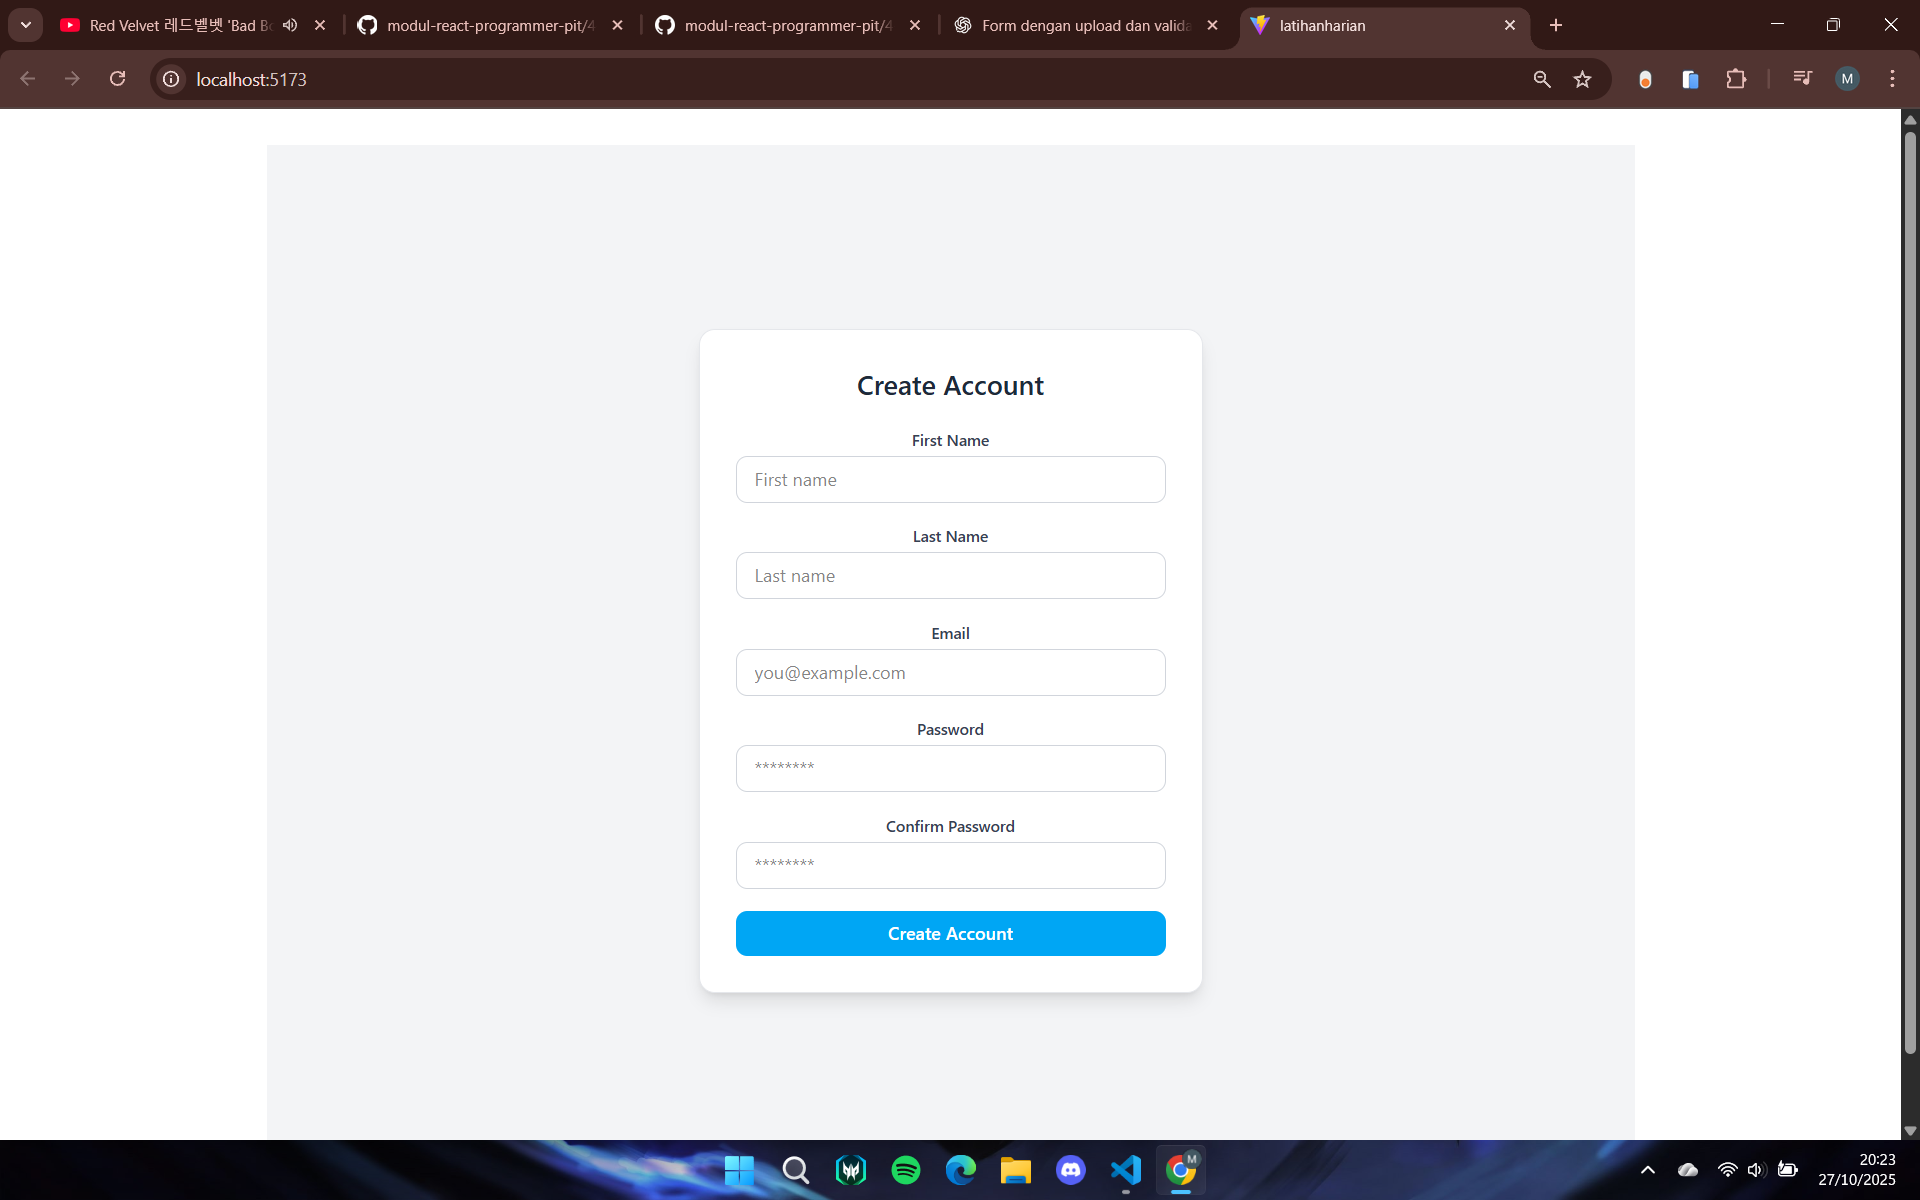 Red Velvet 레드벨벳 'Bad Bo
modul-react-programmer-pit/4
modul-react-programmer-pit/4
Form dengan upload dan valida
latihanharian
localhost:5173
M
Create Account
First Name
First name
Last Name
Last name
Email
you@example.com
Password
********
Confirm Password
********
Create Account
M
20:23
27/10/2025